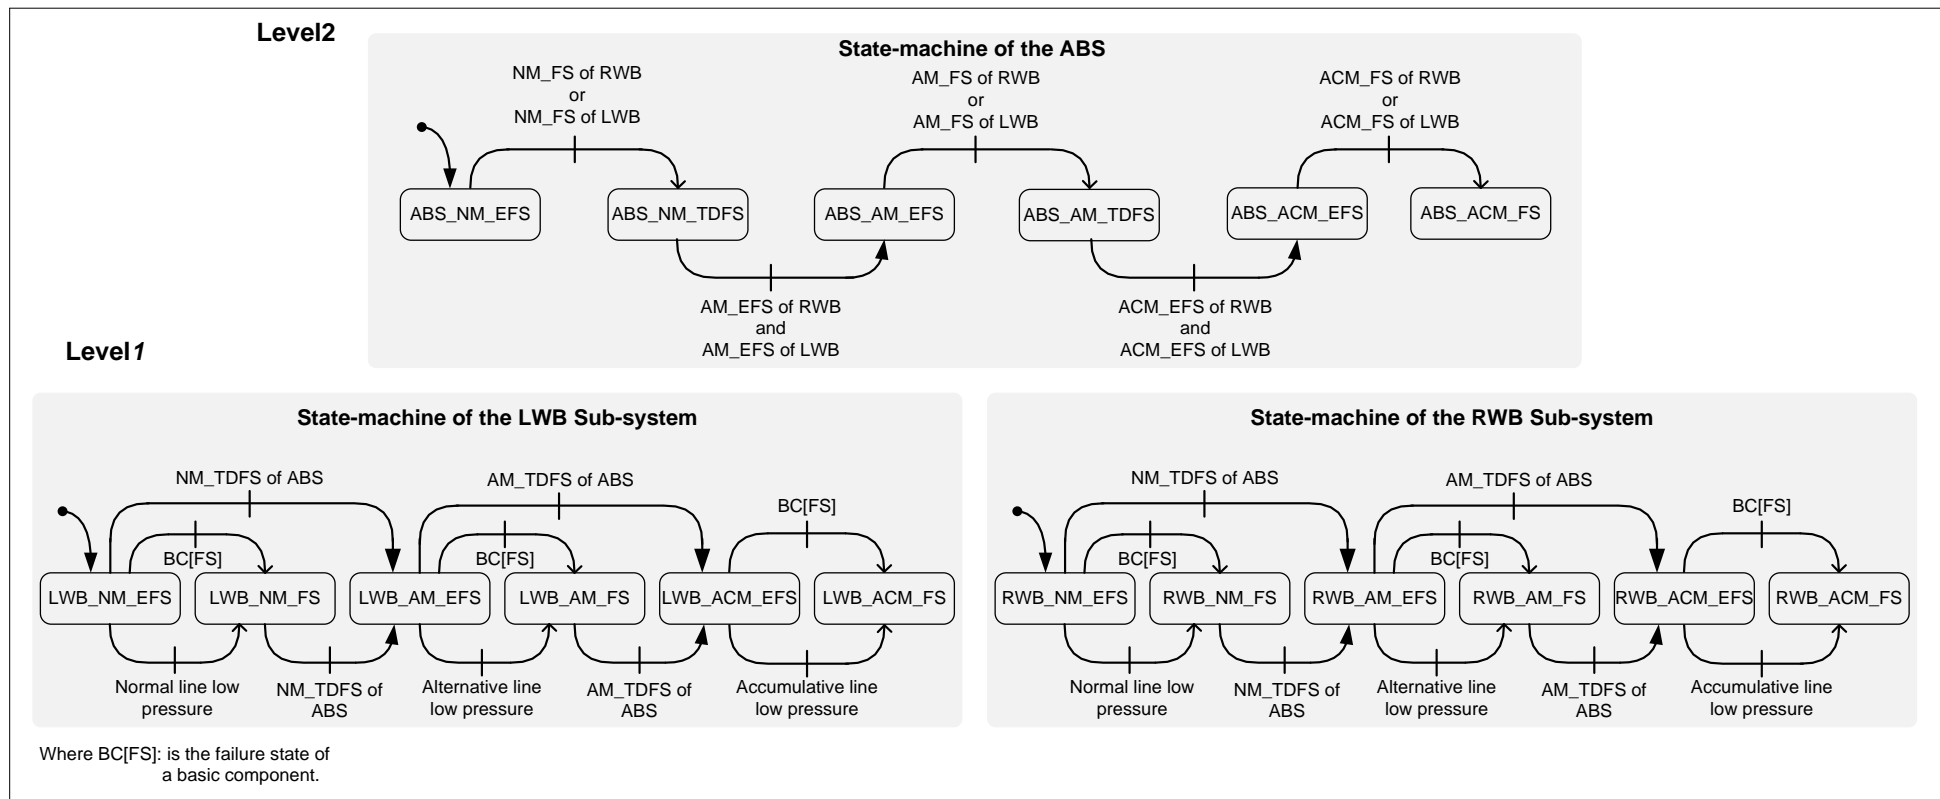 Level2
State-machine of the ABS
NM_FS of RWB
or
NM_FS of LWB
AM_FS of RWB
or
AM_FS of LWB
ACM_FS of RWB
or
ACM_FS of LWB
ABS_NM_EFS
ABS_NM_TDFS
ABS_AM_EFS
ABS_AM_TDFS
ABS_ACM_EFS
ABS_ACM_FS
AM_EFS of RWB
and
AM_EFS of LWB
ACM_EFS of RWB
and
ACM_EFS of LWB
Level1
State-machine of the LWB Sub-system
NM_TDFS of ABS
AM_TDFS of ABS
BC[FS]
BC[FS]
BC[FS]
LWB_NM_EFS
LWB_NM_FS
LWB_AM_EFS
LWB_AM_FS
LWB_ACM_EFS
LWB_ACM_FS
Normal line low
pressure
NM_TDFS of
ABS
Alternative line
low pressure
AM_TDFS of
ABS
Accumulative line
low pressure
State-machine of the RWB Sub-system
NM_TDFS of ABS
AM_TDFS of ABS
BC[FS]
BC[FS]
BC[FS]
RWB_NM_EFS
RWB_NM_FS
RWB_AM_EFS
RWB_AM_FS
RWB_ACM_EFS
RWB_ACM_FS
Normal line low
pressure
NM_TDFS of
ABS
Alternative line
low pressure
AM_TDFS of
ABS
Accumulative line
low pressure
Where BC[FS]: is the failure state of
a basic component.